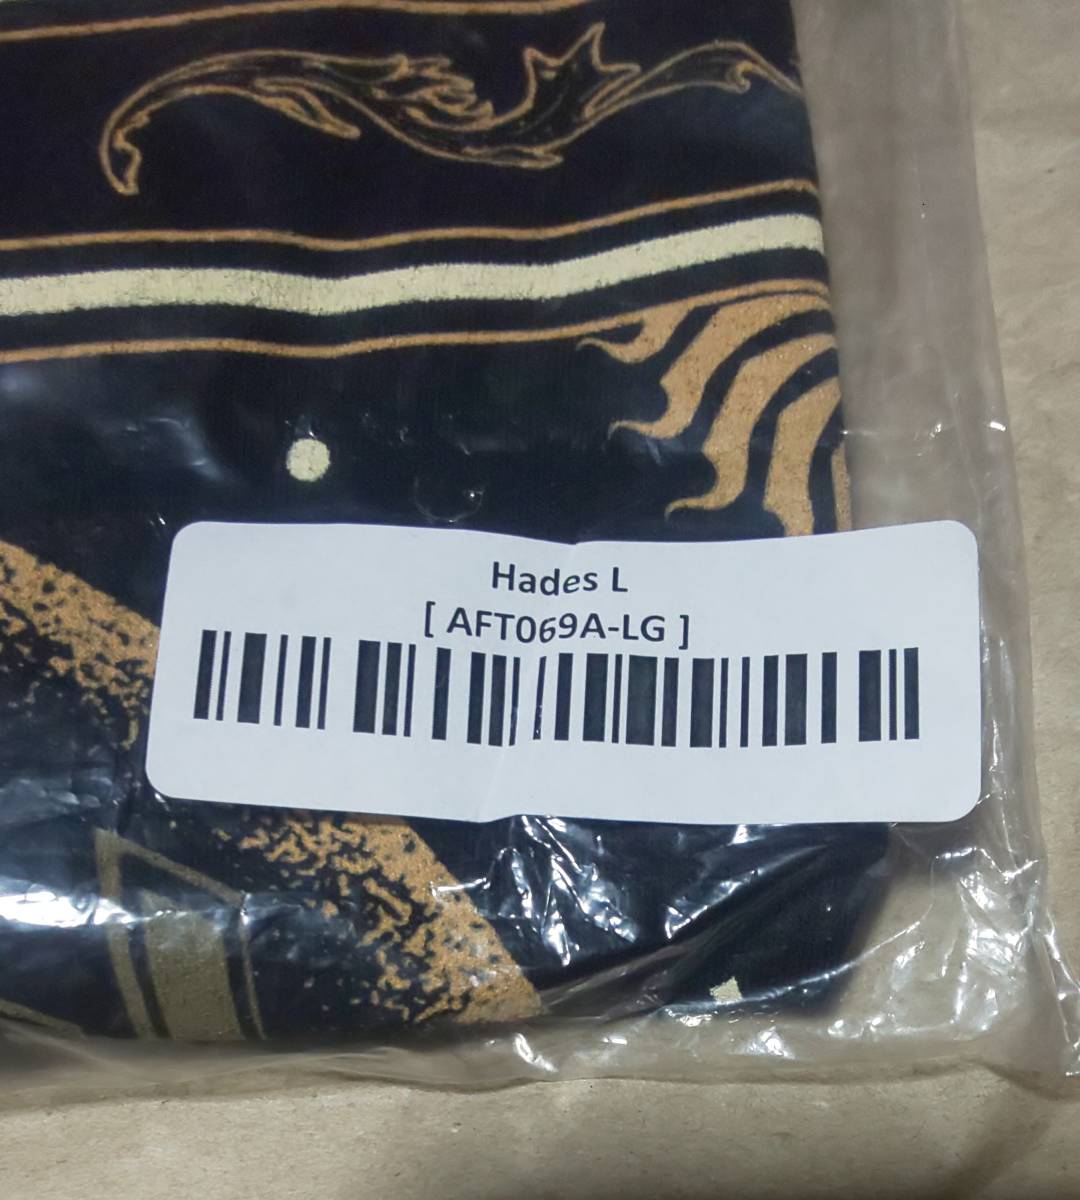 Hades L
[ AFT069A-LG ]